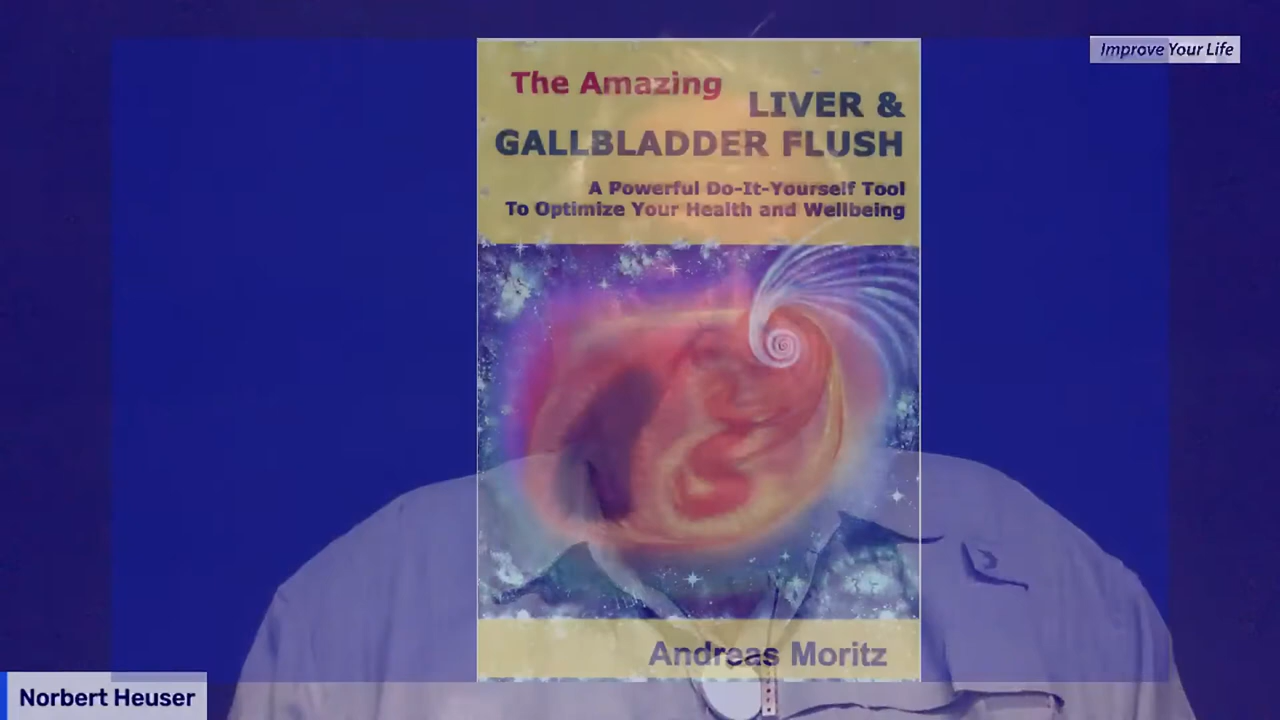 Improve Your Life
The Amazing
LIVER &
GALLBLADDER FLUSH
A Powerful Do-It-Yourself Tool
To Optimize Your Health and Wellbeing
Andreas Moritz
Norbert Heuser